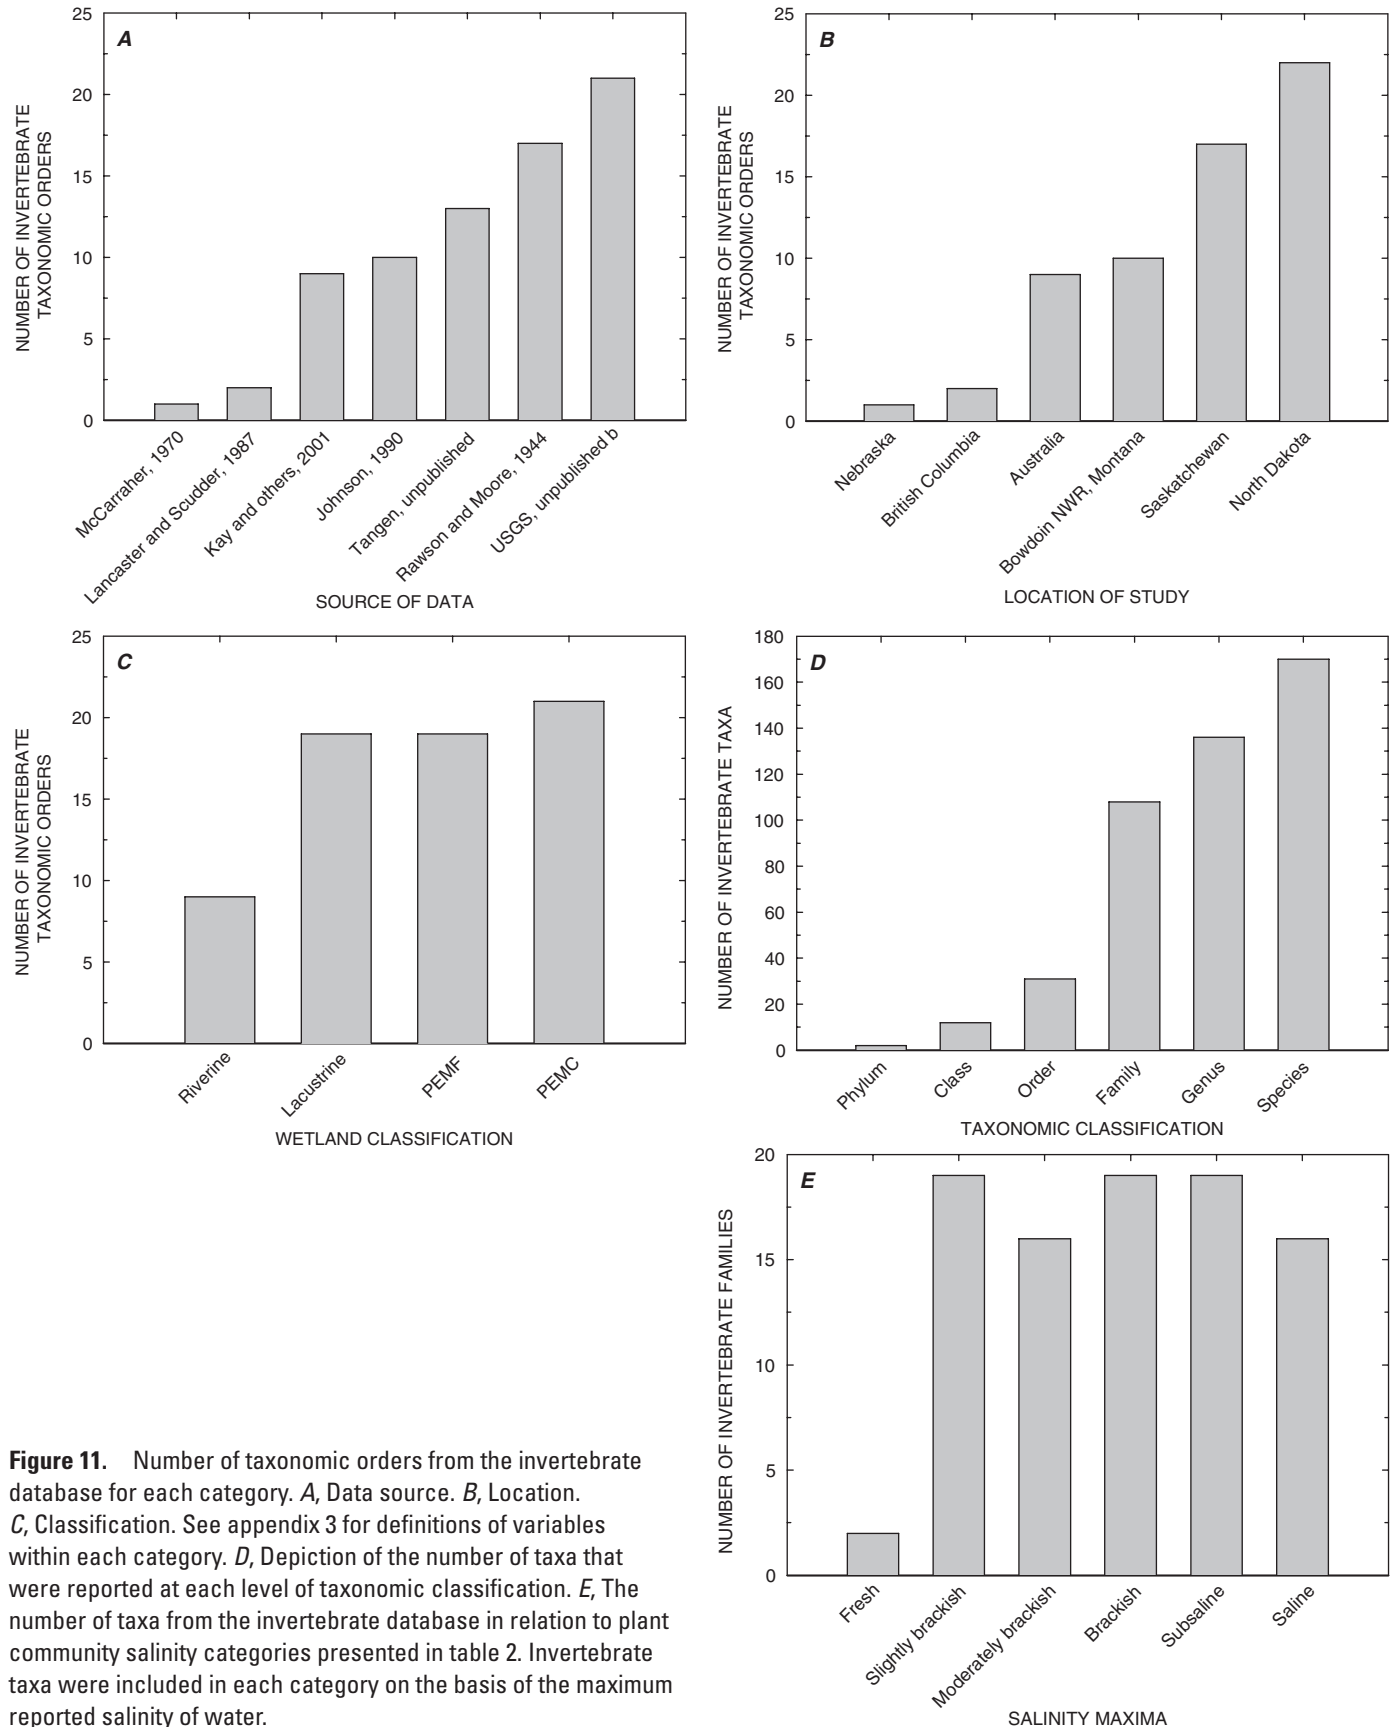 A
NUMBER OF INVERTEBRATE
TAXONOMIC ORDERS
25
20
15
10
5
0
McCarraher, 1970
Lancaster and Scudder, 1987
Kay and others, 2001
Johnson, 1990
Tangen, unpublished
Rawson and Moore, 1944
USGS, unpublished b
SOURCE OF DATA
B
NUMBER OF INVERTEBRATE
TAXONOMIC ORDERS
25
20
15
10
5
0
Nebraska
British Columbia
Australia
Bowdoin NWR, Montana
Saskatchewan
North Dakota
LOCATION OF STUDY
C
NUMBER OF INVERTEBRATE
TAXONOMIC ORDERS
25
20
15
10
5
0
Riverine
Lacustrine
PEMF
PEMC
WETLAND CLASSIFICATION
D
NUMBER OF INVERTEBRATE TAXA
180
160
140
120
100
80
60
40
20
0
Phylum
Class
Order
Family
Genus
Species
TAXONOMIC CLASSIFICATION
E
NUMBER OF INVERTEBRATE FAMILIES
20
15
10
5
0
Fresh
Slightly brackish
Moderately brackish
Brackish
Subsaline
Saline
SALINITY MAXIMA
Figure 11. Number of taxonomic orders from the invertebrate
database for each category. A, Data source. B, Location.
C, Classification. See appendix 3 for definitions of variables
within each category. D, Depiction of the number of taxa that
were reported at each level of taxonomic classification. E, The
number of taxa from the invertebrate database in relation to plant
community salinity categories presented in table 2. Invertebrate
taxa were included in each category on the basis of the maximum
reported salinity of water.